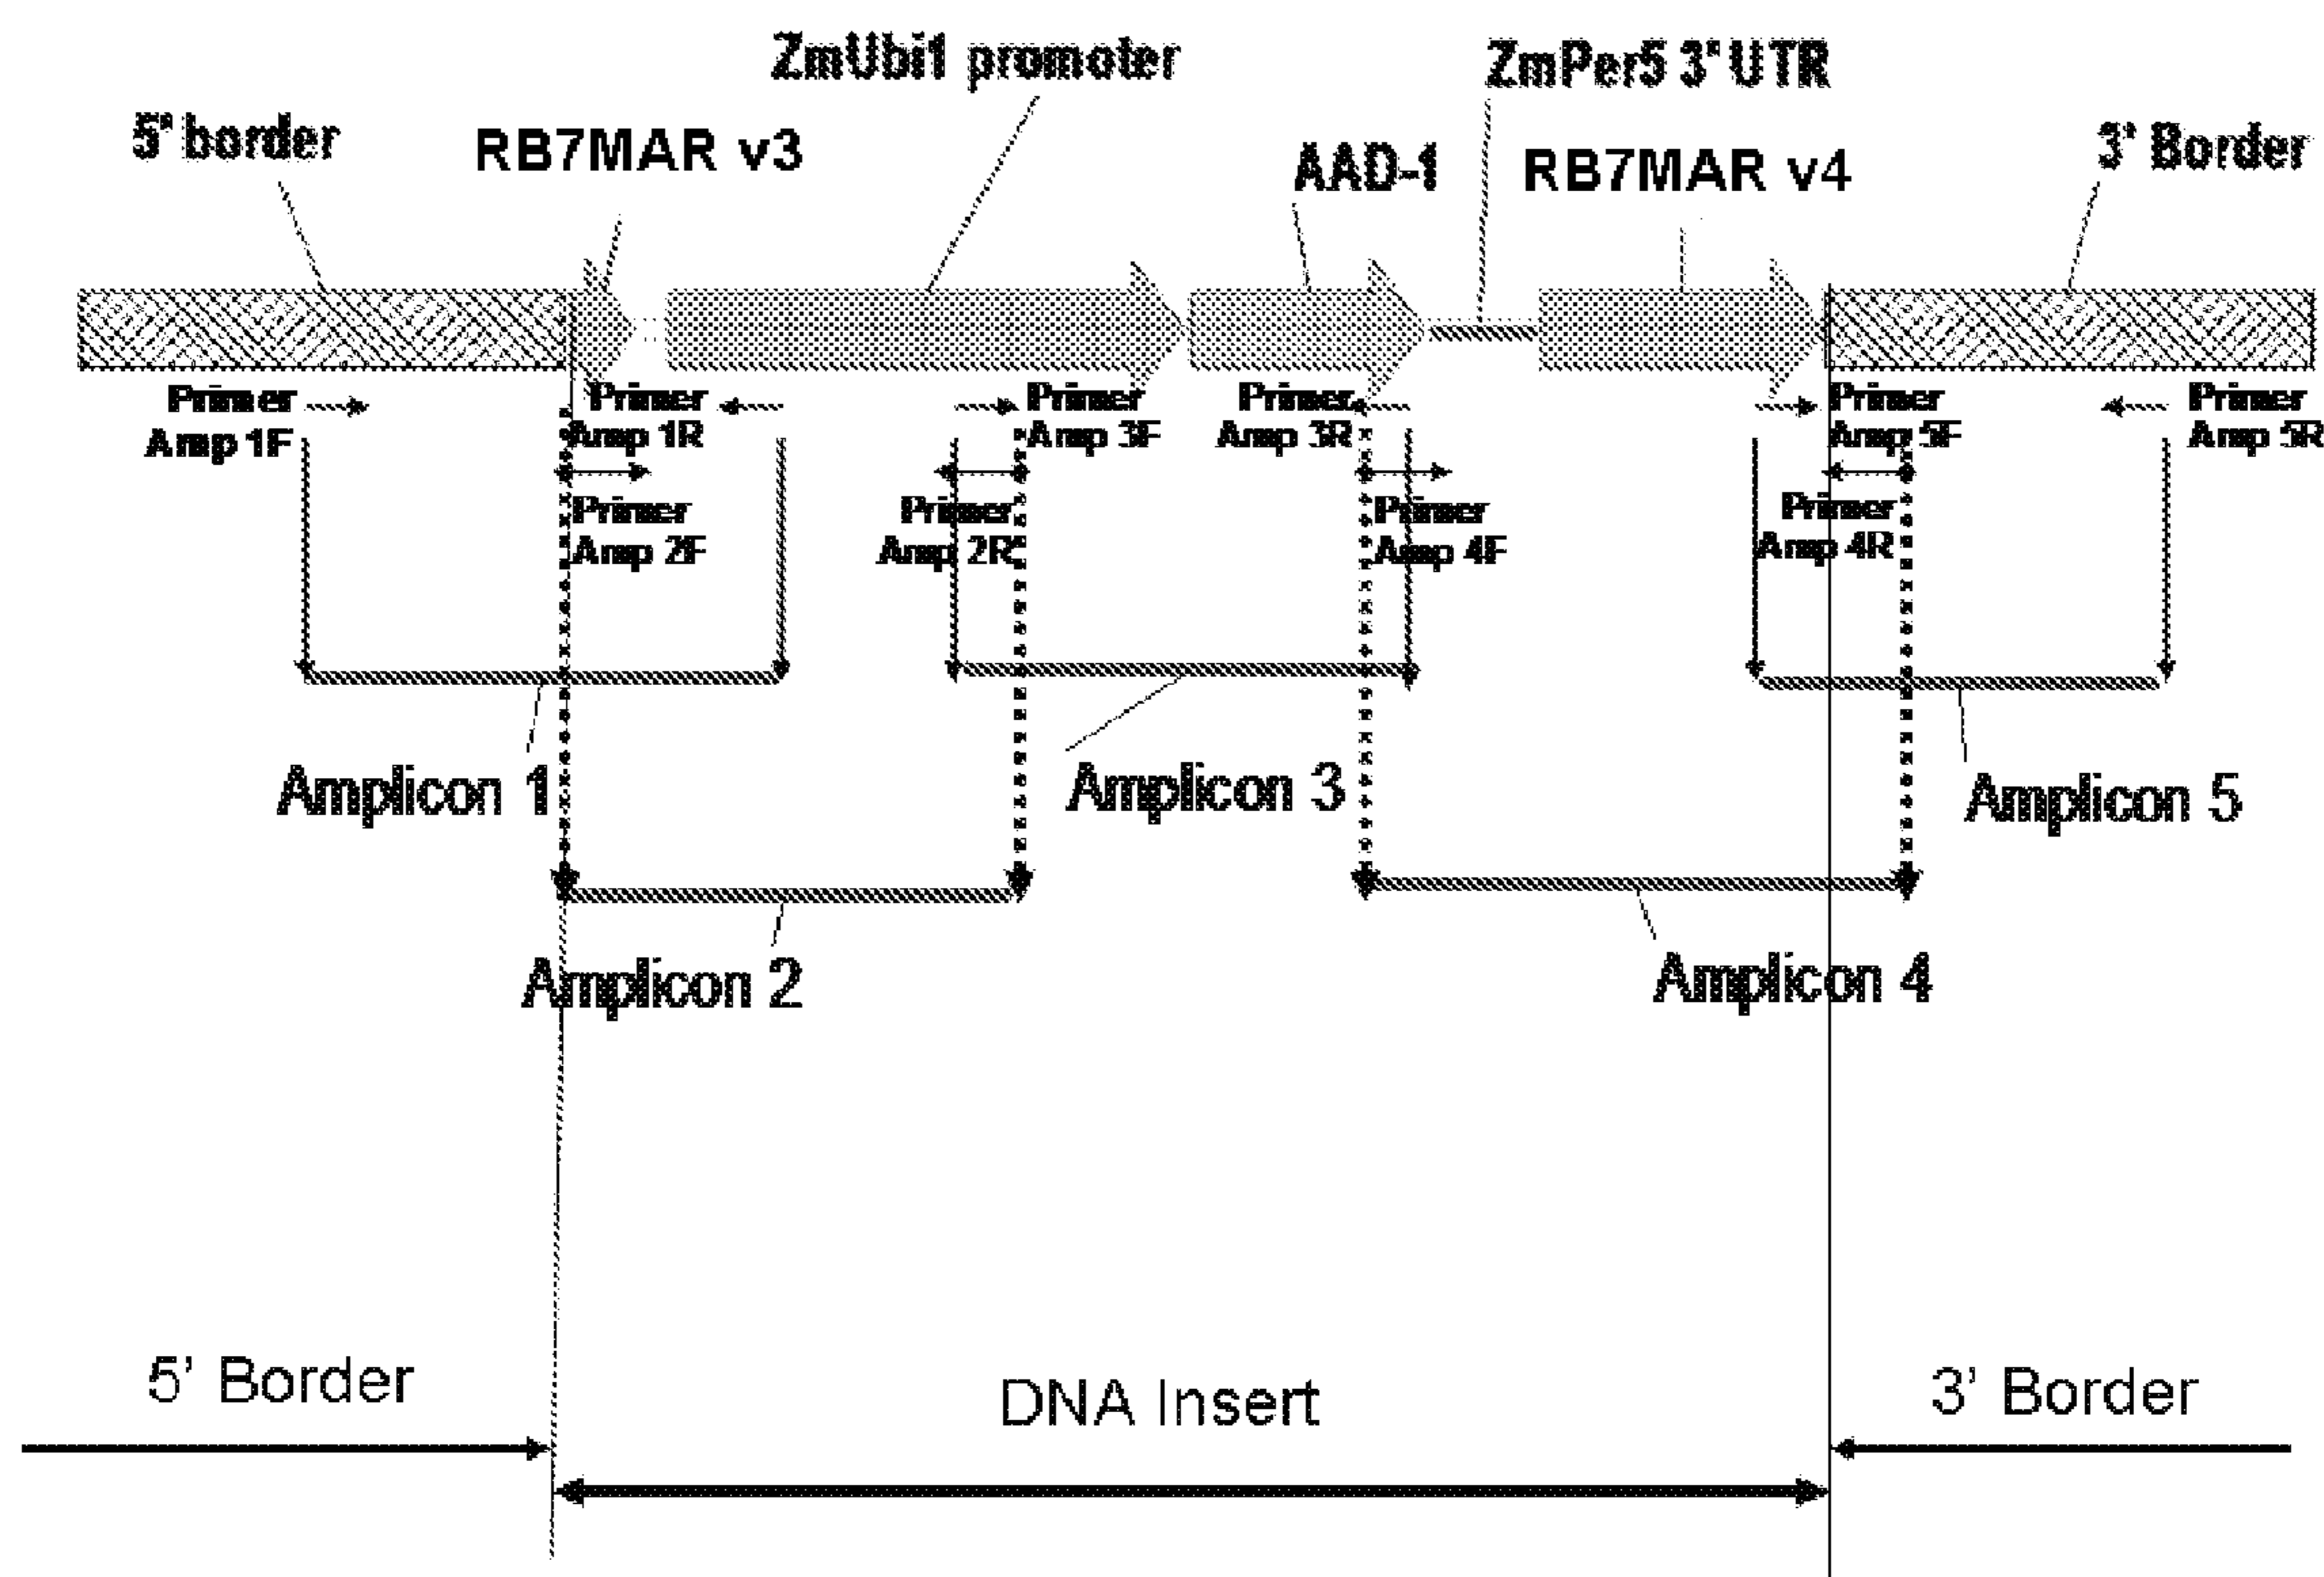 ZmUbi1 promoter
ZmPer5 3' UTR
5' border
RB7MAR v3
AAD-1
RB7MAR v4
3' Border
Primer
Amp 1F
Primer
Amp 1R
Primer
Amp 3F
Primer
Amp 3R
Primer
Amp 5F
Primer
Amp 5R
Primer
Amp 2F
Primer
Amp 2R
Primer
Amp 4F
Primer
Amp 4R
Amplicon 1
Amplicon 3
Amplicon 5
Amplicon 2
Amplicon 4
5’ Border
DNA Insert
3’ Border